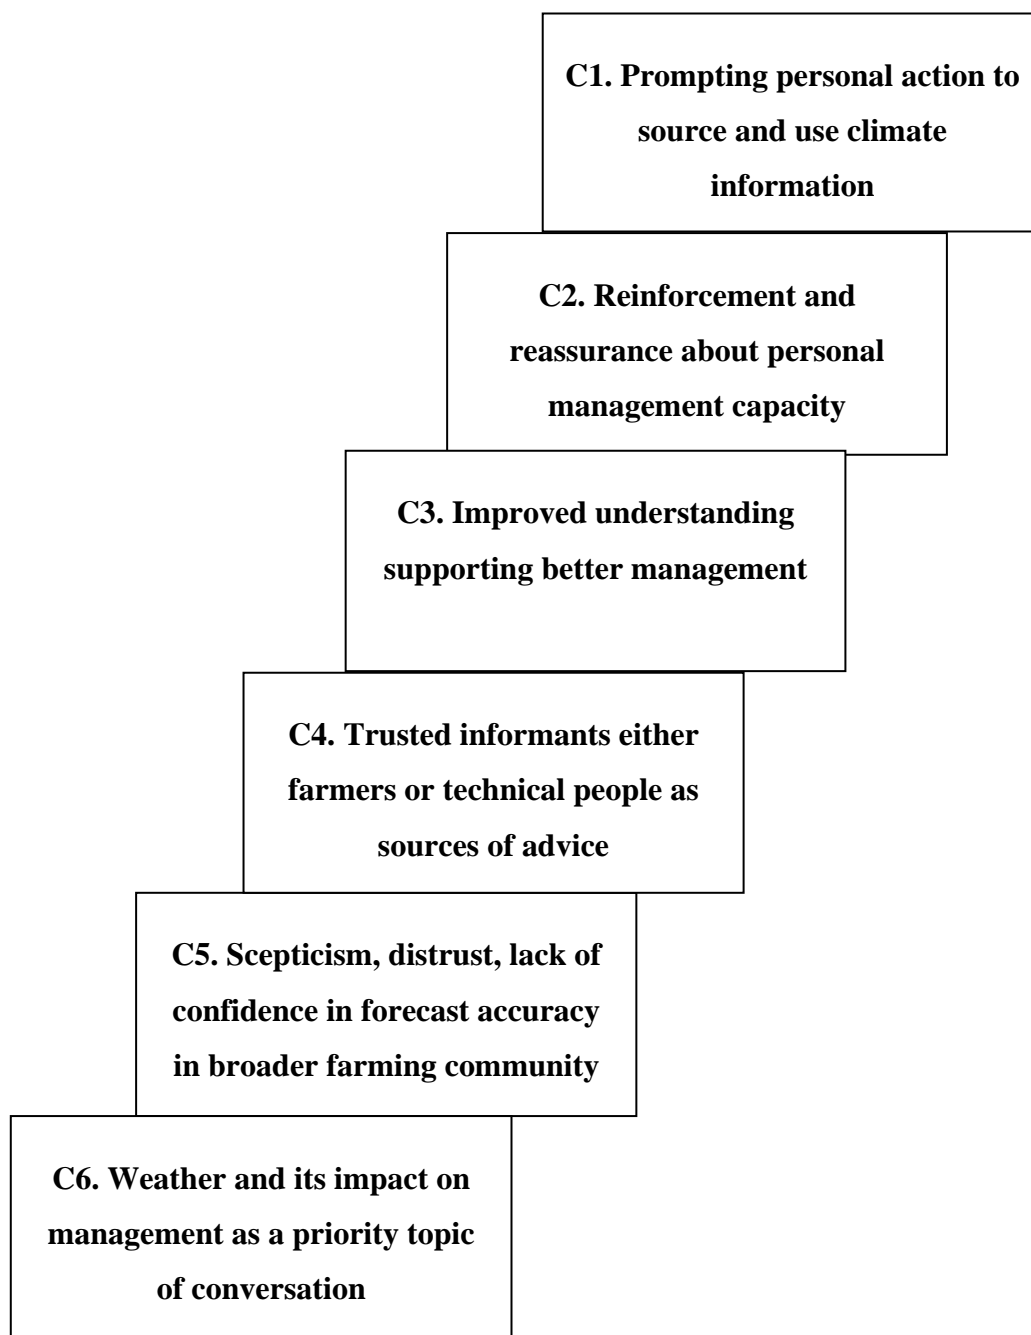 C1. Prompting personal action to
source and use climate
information
C2. Reinforcement and
reassurance about personal
management capacity
C3. Improved understanding
supporting better management
C4. Trusted informants either
farmers or technical people as
sources of advice
C5. Scepticism, distrust, lack of
confidence in forecast accuracy
in broader farming community
C6. Weather and its impact on
management as a priority topic
of conversation